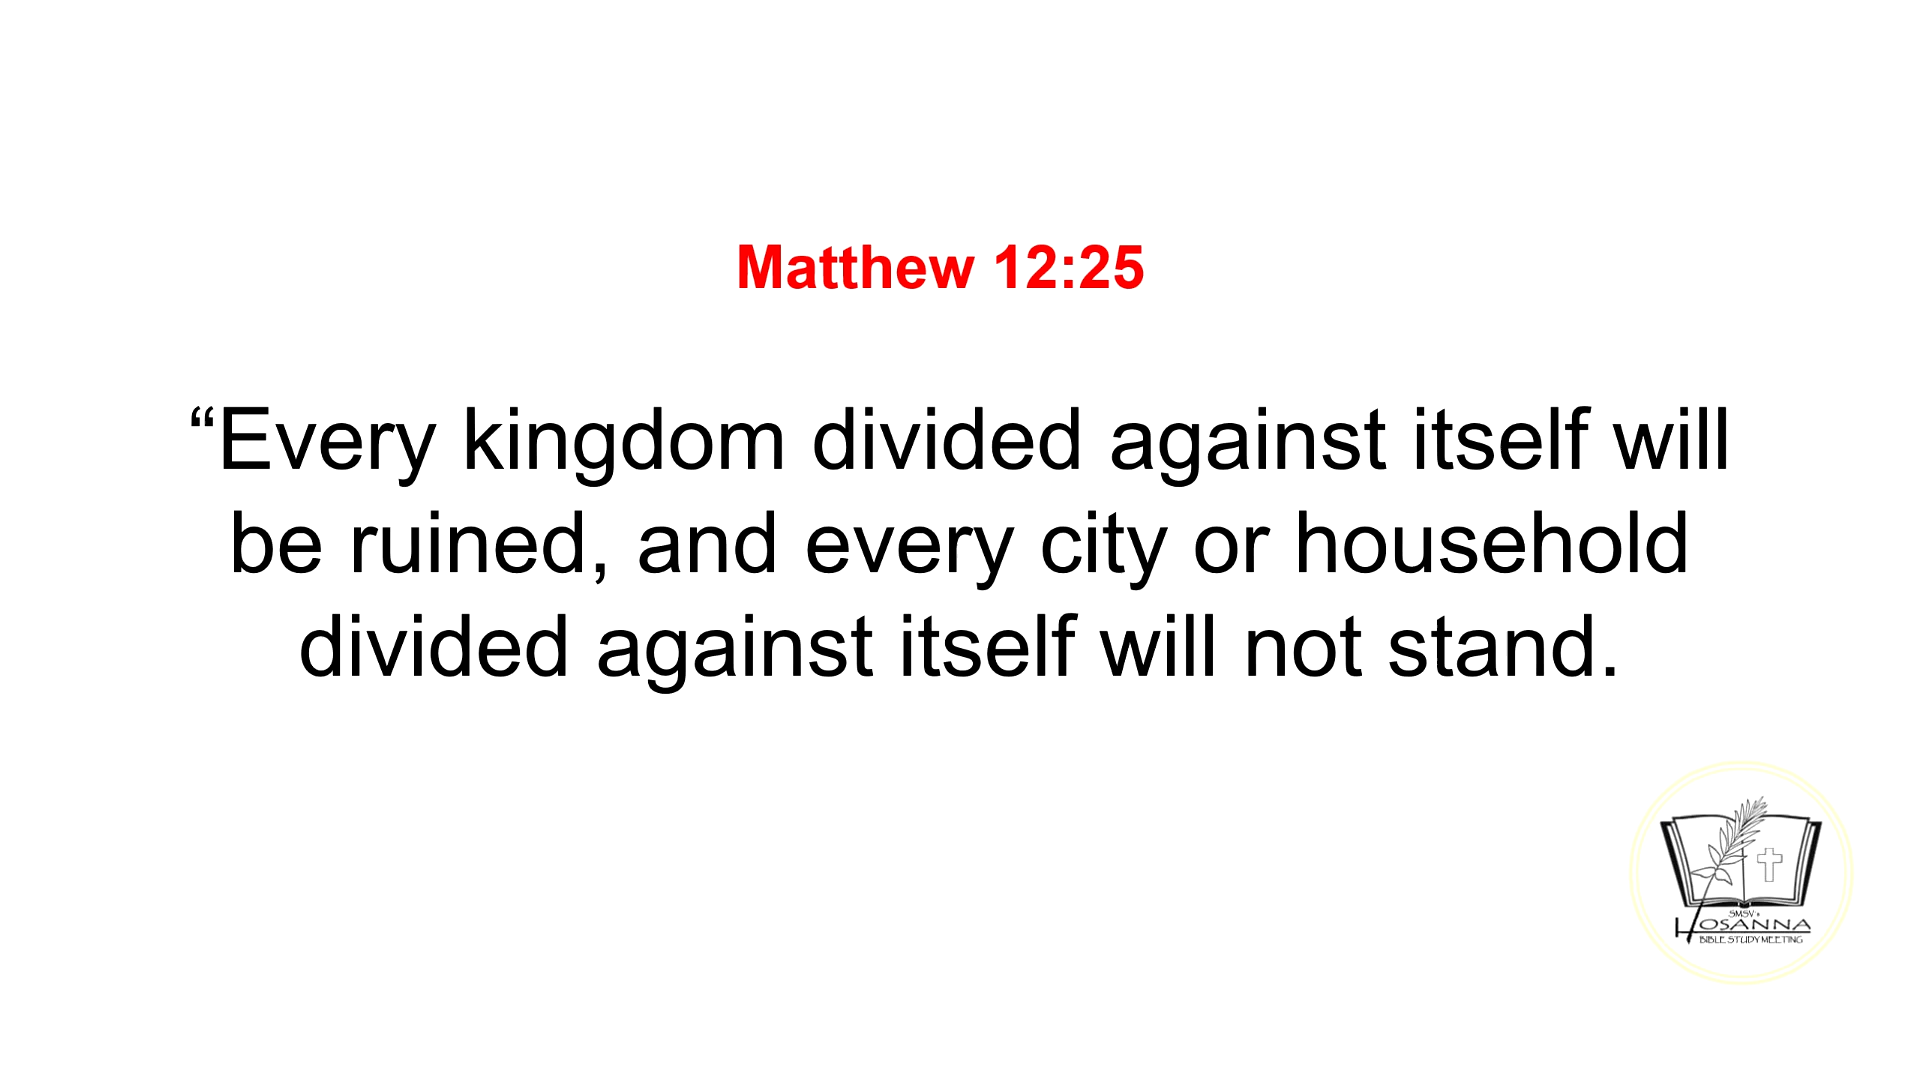 Matthew 12:25
“Every kingdom divided against itself will
be ruined, and every city or household
divided against itself will not stand.
SMSV's
HOSANNA
BIBLE STUDY MEETING